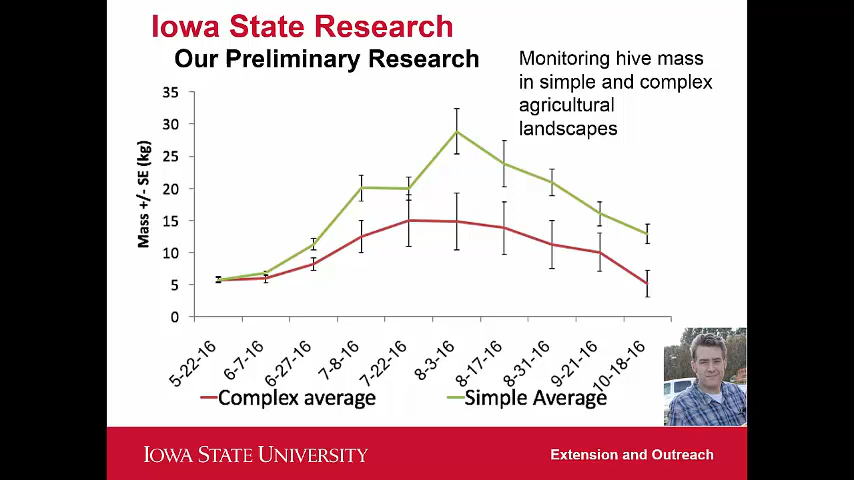 Iowa State Research
Our Preliminary Research
Monitoring hive mass
in simple and complex
agricultural
landscapes
Mass +/- SE (kg)
35
30
25
20
15
10
5
0
5-22-16
6-7-16
6-27-16
7-8-16
7-22-16
8-3-16
8-17-16
8-31-16
9-21-16
10-18-16
Complex average
Simple Average
IOWA STATE UNIVERSITY
Extension and Outreach